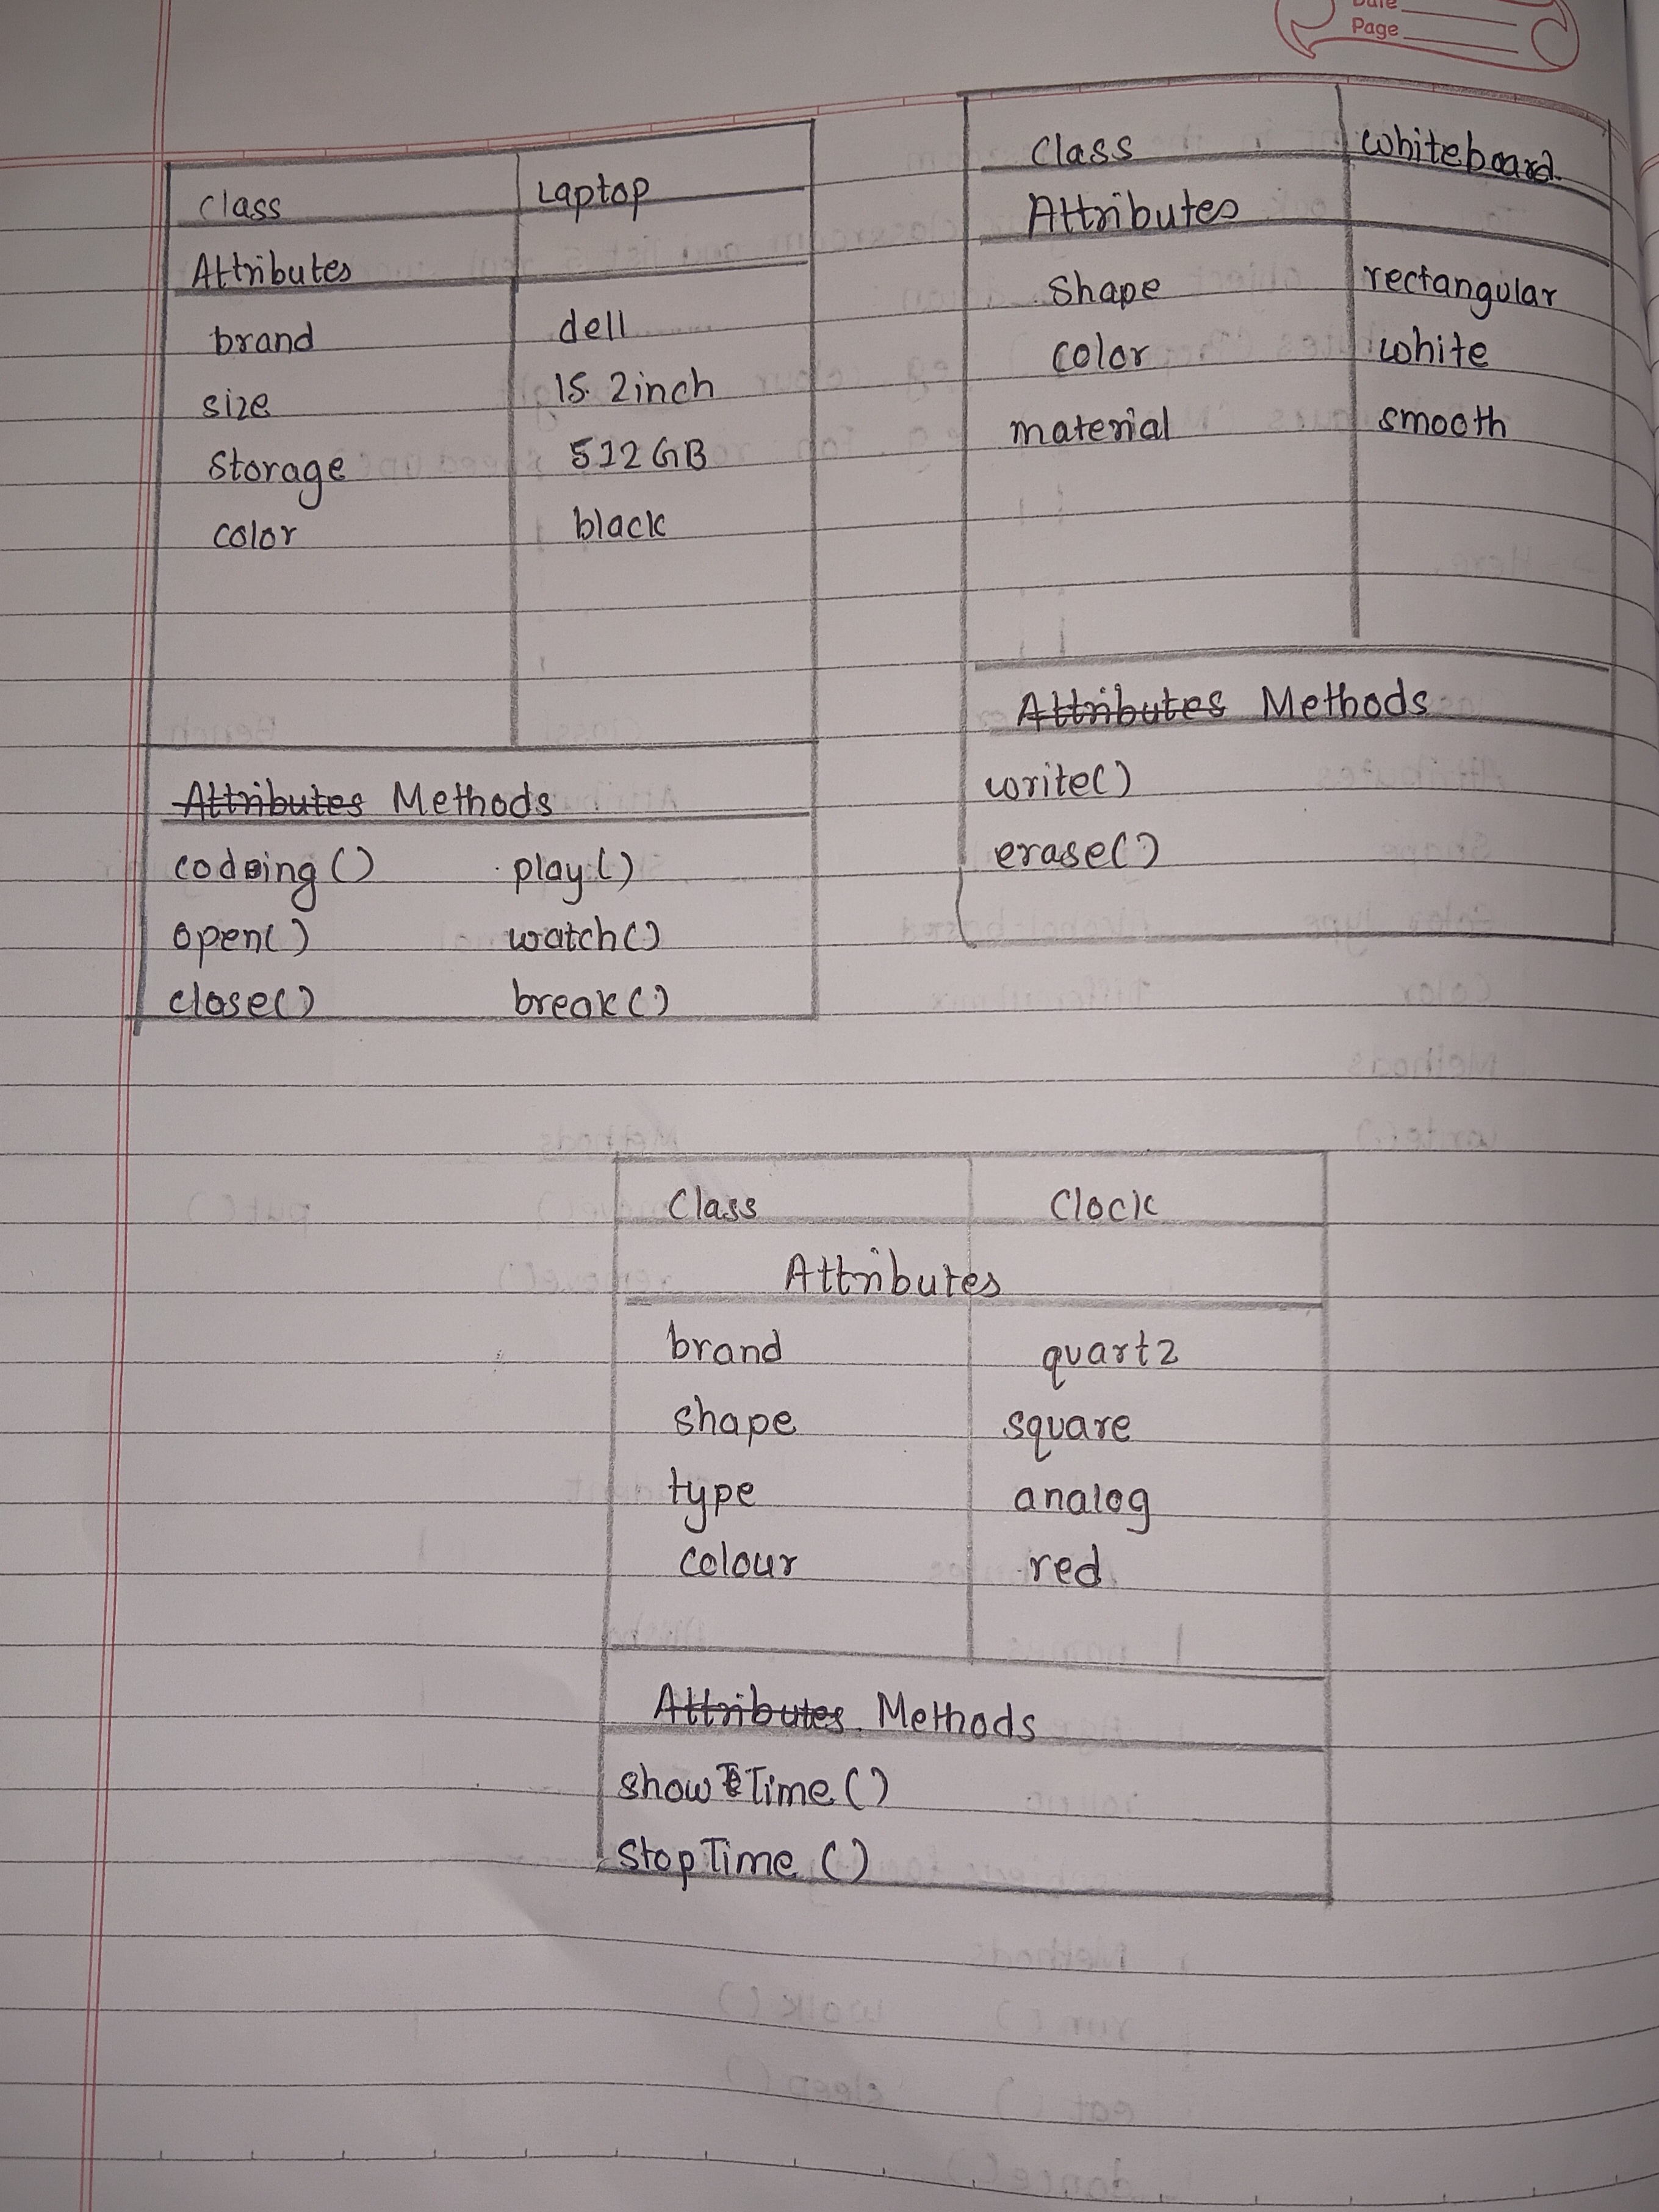 Date
Page
Class Laptop
Attributes
brand dell
size 15.2inch
storage 512GB
color black
Attributes Methods
codeing() play()
open() watch()
close() break()
Class Whiteboard
Attributes
Shape rectangular
color white
material smooth
Attributes Methods
write()
erase()
Class Clock
Attributes
brand quartz
shape square
type analog
colour red
Attributes Methods
showTime()
StopTime()